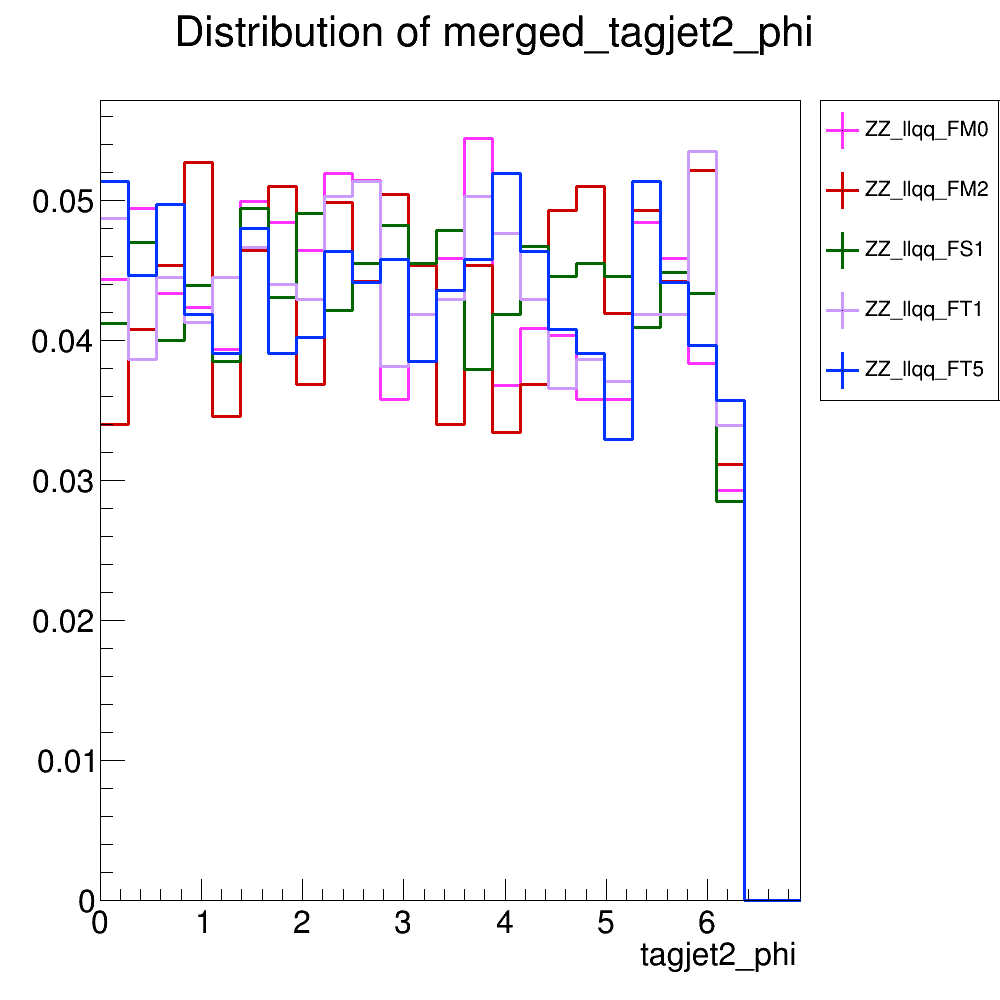 Distribution of merged_tagjet2_phi
ZZ_llqq_FM0
ZZ_llqq_FM2
ZZ_llqq_FS1
ZZ_llqq_FT1
ZZ_llqq_FT5
0.05
0.04
0.03
0.02
0.01
0
0 1 2 3 4 5 6
tagjet2_phi